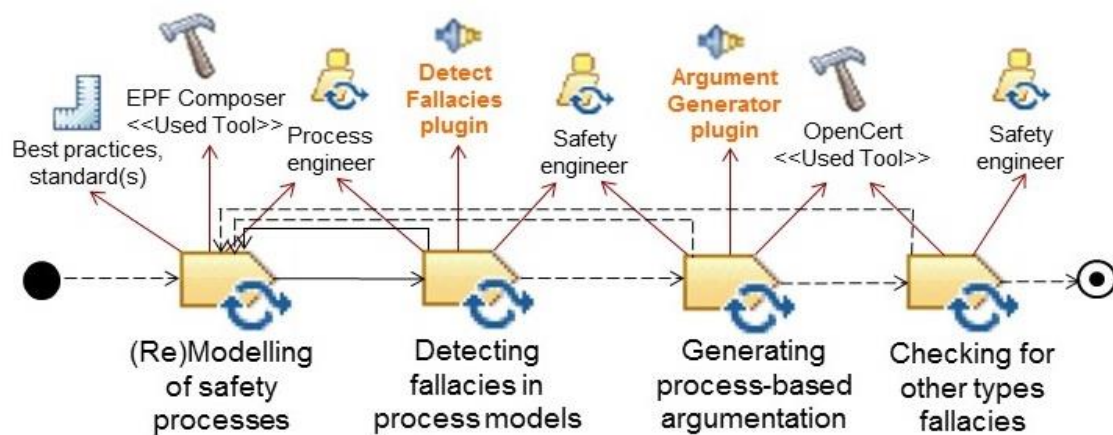 Best practices,
standard(s)
EPF Composer
<<Used Tool>>
Process
engineer
Detect
Fallacies
plugin
Safety
engineer
Argument
Generator
plugin
OpenCert
<<Used Tool>>
Safety
engineer
(Re)Modelling
of safety
processes
Detecting
fallacies in
process models
Generating
process-based
argumentation
Checking for
other types
fallacies